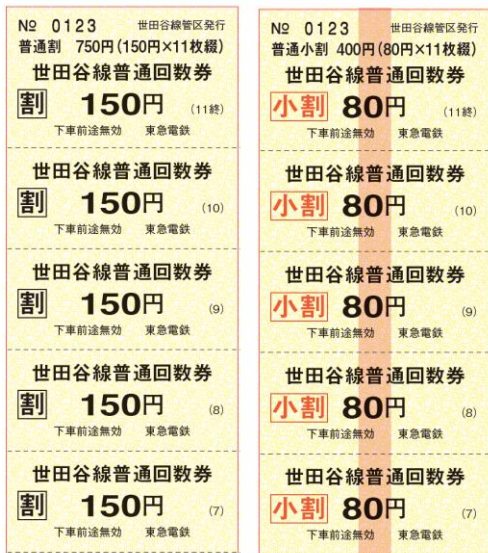 № 0123 世田谷線管区発行
普通割 750円(150円×11枚綴)
世田谷線普通回数券
割 150円 (11終)
下車前途無効 東急電鉄
世田谷線普通回数券
割 150円 (10)
下車前途無効 東急電鉄
世田谷線普通回数券
割 150円 (9)
下車前途無効 東急電鉄
世田谷線普通回数券
割 150円 (8)
下車前途無効 東急電鉄
世田谷線普通回数券
割 150円 (7)
下車前途無効 東急電鉄
№ 0123 世田谷線管区発行
普通小割 400円(80円×11枚綴)
世田谷線普通回数券
小割 80円 (11終)
下車前途無効 東急電鉄
世田谷線普通回数券
小割 80円 (10)
下車前途無効 東急電鉄
世田谷線普通回数券
小割 80円 (9)
下車前途無効 東急電鉄
世田谷線普通回数券
小割 80円 (8)
下車前途無効 東急電鉄
世田谷線普通回数券
小割 80円 (7)
下車前途無効 東急電鉄